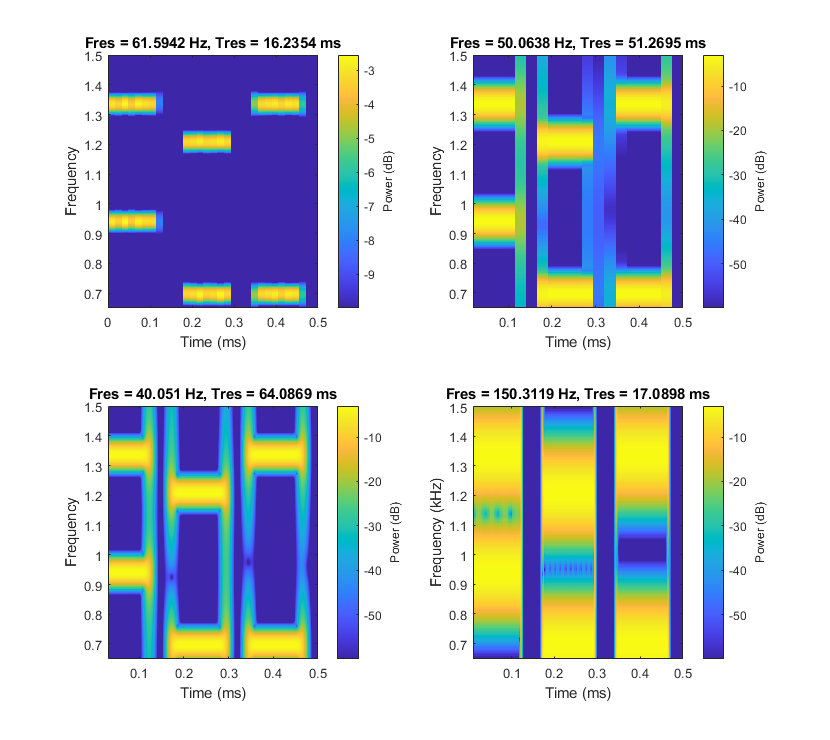 Fres = 61.5942 Hz, Tres = 16.2354 ms
1.5
1.4
1.3
1.2
1.1
1
0.9
0.8
0.7
Frequency
0 0.1 0.2 0.3 0.4 0.5
Time (ms)
-3
-4
-5
-6
-7
-8
-9
Power (dB)
Fres = 50.0638 Hz, Tres = 51.2695 ms
1.5
1.4
1.3
1.2
1.1
1
0.9
0.8
0.7
Frequency
0.1 0.2 0.3 0.4 0.5
Time (ms)
-10
-20
-30
-40
-50
Power (dB)
Fres = 40.051 Hz, Tres = 64.0869 ms
1.5
1.4
1.3
1.2
1.1
1
0.9
0.8
0.7
Frequency
0.1 0.2 0.3 0.4 0.5
Time (ms)
-10
-20
-30
-40
-50
Power (dB)
Fres = 150.3119 Hz, Tres = 17.0898 ms
1.5
1.4
1.3
1.2
1.1
1
0.9
0.8
0.7
Frequency (kHz)
0.1 0.2 0.3 0.4 0.5
Time (ms)
-10
-20
-30
-40
-50
Power (dB)